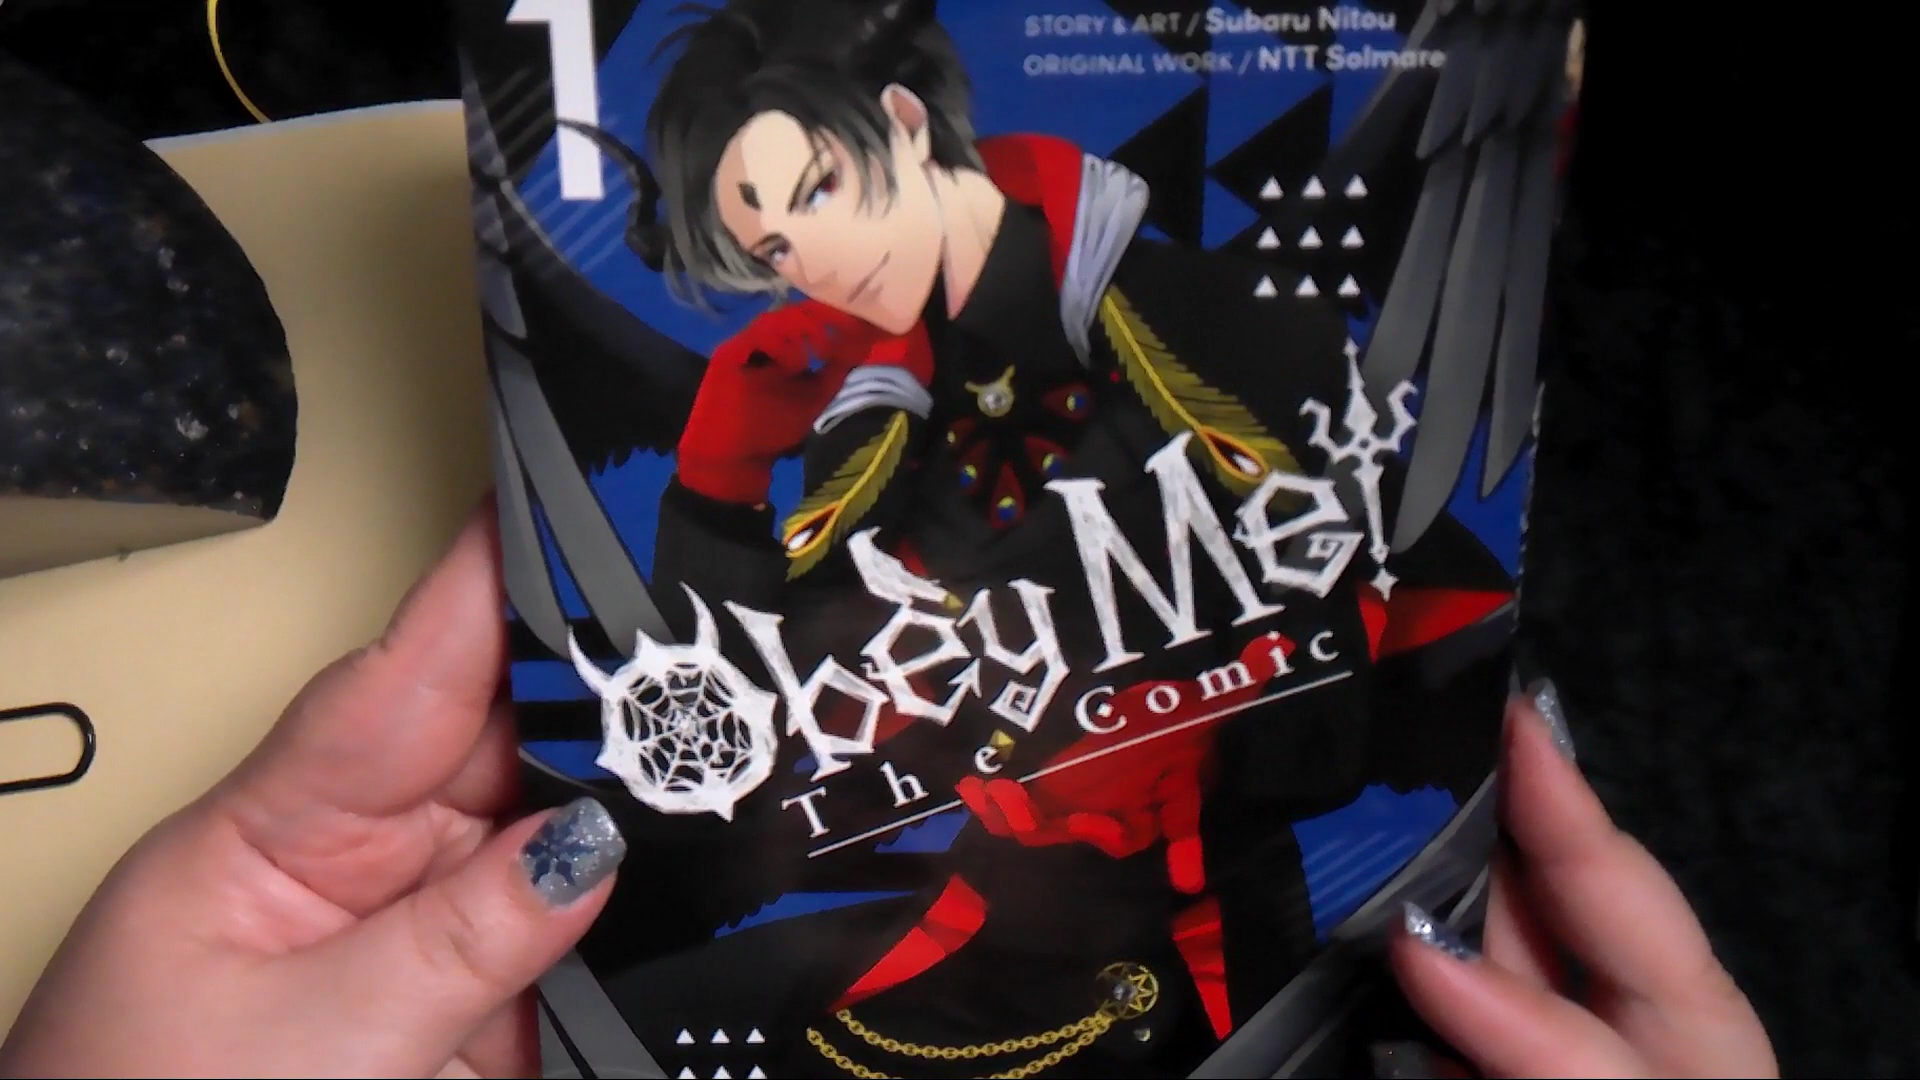 1
STORY & ART / Subaru Nitou
ORIGINAL WORK / NTT Solmare
Obey Me!
The Comic